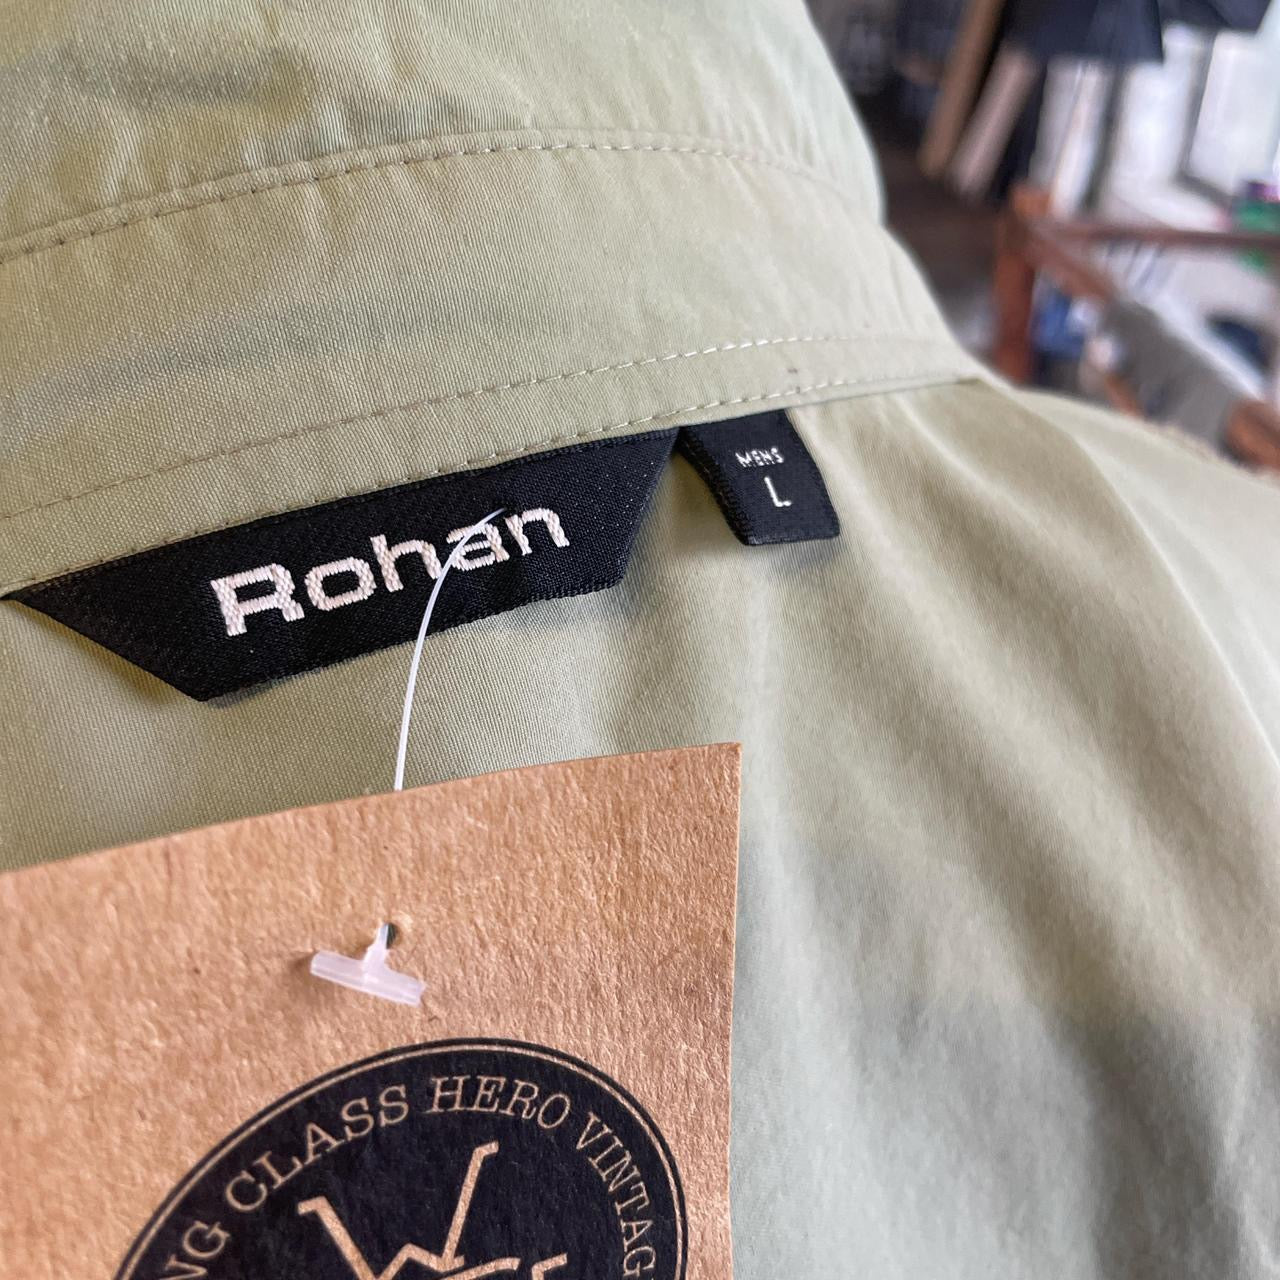 Rohan
MENS
L
NG CLASS HERO VINTAG